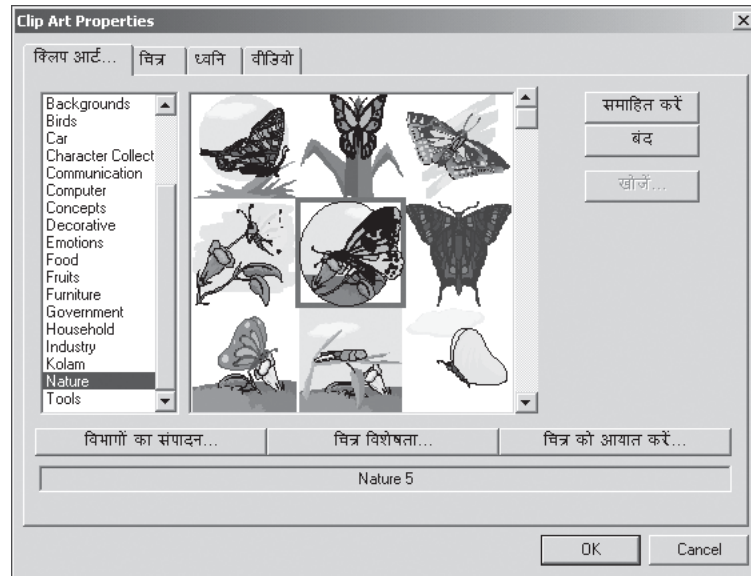 Clip Art Properties
क्लिप आर्ट... चित्र ध्वनि वीडियो
Backgrounds
Birds
Car
Character Collect
Communication
Computer
Concepts
Decorative
Emotions
Food
Fruits
Furniture
Government
Household
Industry
Kolam
Nature
Tools
समाहित करें
बंद
खोजें...
विभागों का संपादन... चित्र विशेषता... चित्र को आयात करें...
Nature 5
OK Cancel